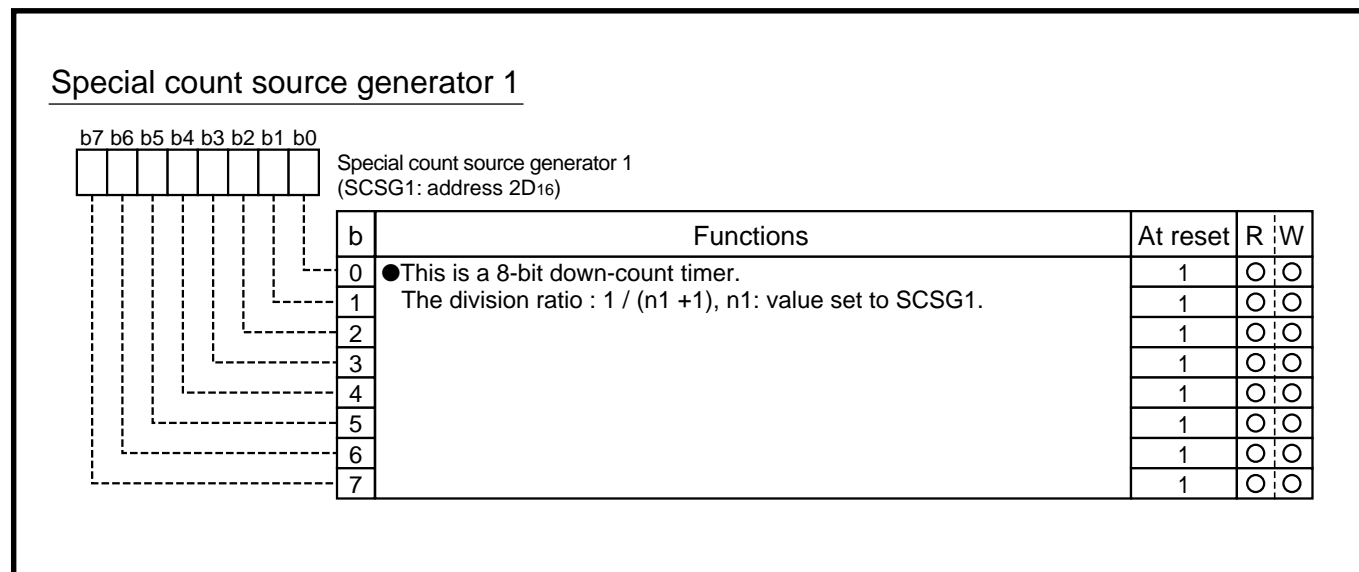 Special count source generator 1
b7 b6 b5 b4 b3 b2 b1 b0
Special count source generator 1
(SCSG1: address 2D16)
b Functions At reset R W
0 ●This is a 8-bit down-count timer. 1 ○ ○
1 The division ratio : 1 / (n1 +1), n1: value set to SCSG1. 1 ○ ○
2 1 ○ ○
3 1 ○ ○
4 1 ○ ○
5 1 ○ ○
6 1 ○ ○
7 1 ○ ○